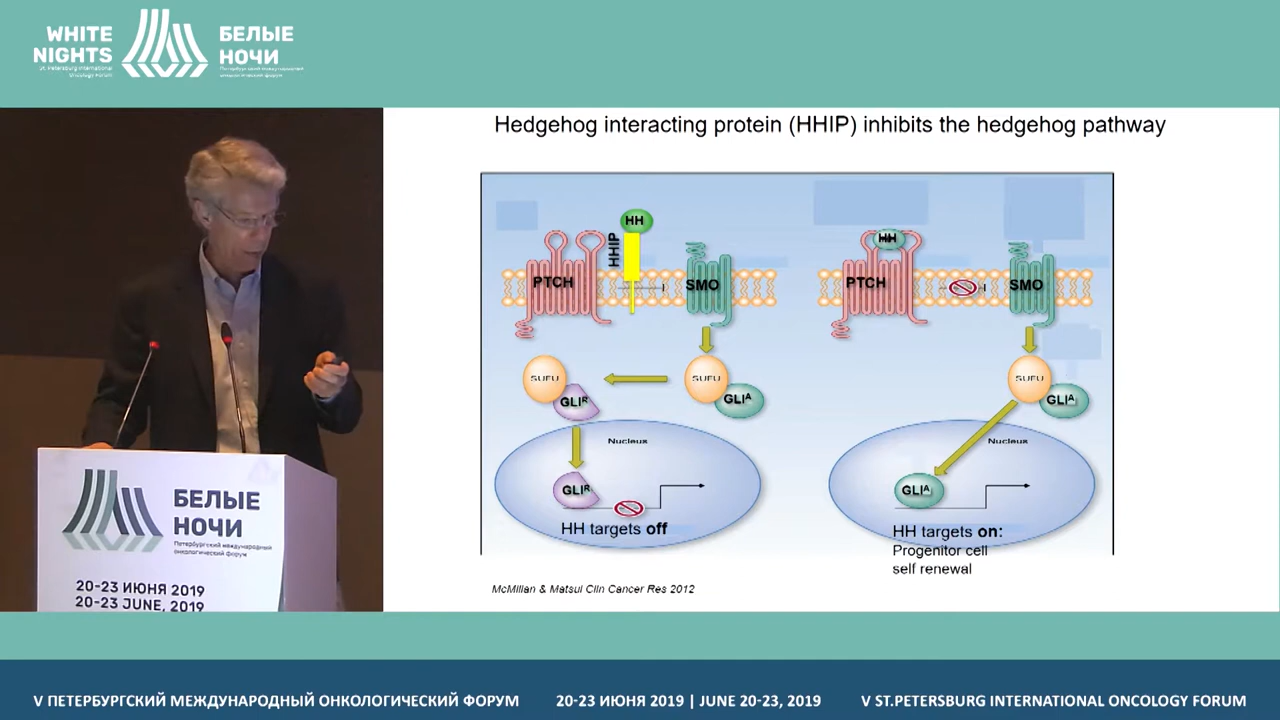 WHITE
NIGHTS
St. Petersburg International
Oncology Forum
БЕЛЫЕ
НОЧИ
Петербургский международный
онкологический форум
Hedgehog interacting protein (HHIP) inhibits the hedgehog pathway
HH
HHIP
PTCH
SMO
SUFU
GLIR
SUFU
GLIA
Nucleus
GLIR
HH targets off
HH
PTCH
SMO
SUFU
GLIA
Nucleus
GLIA
HH targets on:
Progenitor cell
self renewal
McMillan & Matsui Clin Cancer Res 2012
БЕЛЫЕ
НОЧИ
Петербургский международный
онкологический форум
20-23 ИЮНЯ 2019
20-23 JUNE, 2019
V ПЕТЕРБУРГСКИЙ МЕЖДУНАРОДНЫЙ ОНКОЛОГИЧЕСКИЙ ФОРУМ
20-23 ИЮНЯ 2019 | JUNE 20-23, 2019
V ST.PETERSBURG INTERNATIONAL ONCOLOGY FORUM